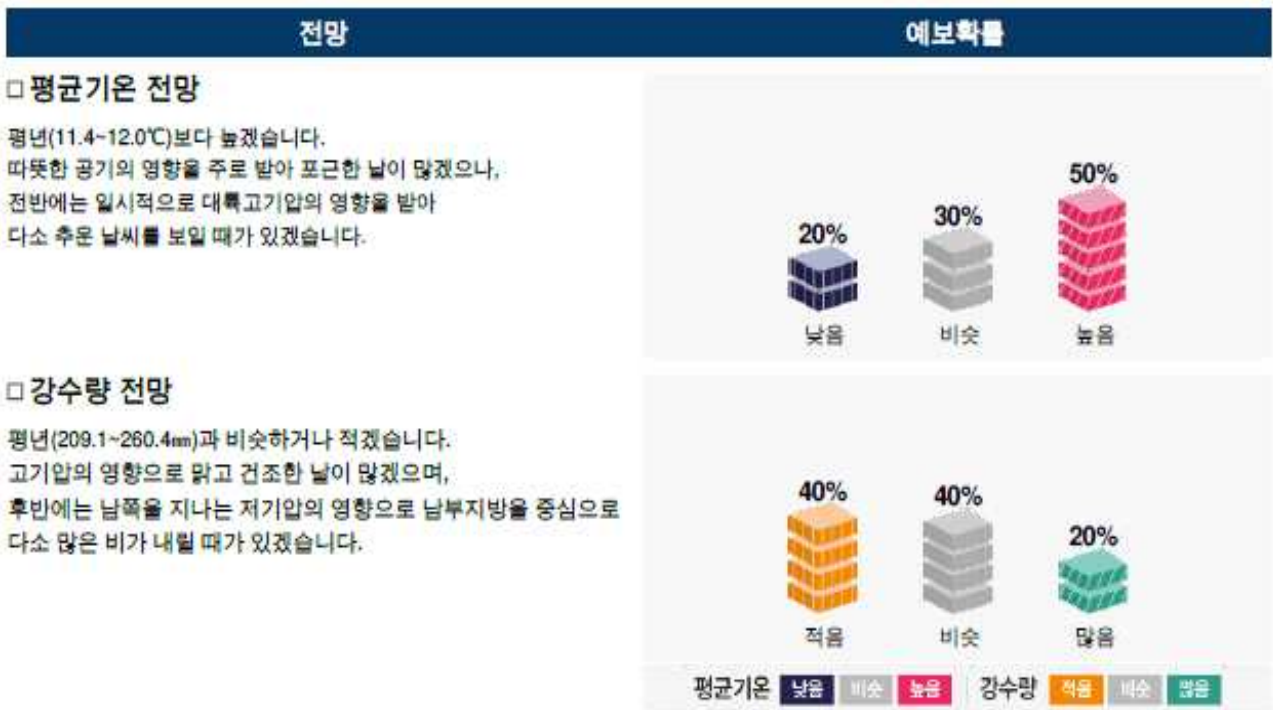 전망
예보확률
□ 평균기온 전망
평년(11.4~12.0℃)보다 높겠습니다.
따뜻한 공기의 영향을 주로 받아 포근한 날이 많겠으나,
전반에는 일시적으로 대륙고기압의 영향을 받아
다소 추운 날씨를 보일 때가 있겠습니다.
20%
30%
50%
낮음
비슷
높음
□ 강수량 전망
평년(209.1~260.4㎜)과 비슷하거나 적겠습니다.
고기압의 영향으로 맑고 건조한 날이 많겠으며,
후반에는 남쪽을 지나는 저기압의 영향으로 남부지방을 중심으로
다소 많은 비가 내릴 때가 있겠습니다.
40%
40%
20%
적음
비슷
많음
평균기온 낮음 비슷 높음 강수량 적음 비슷 많음